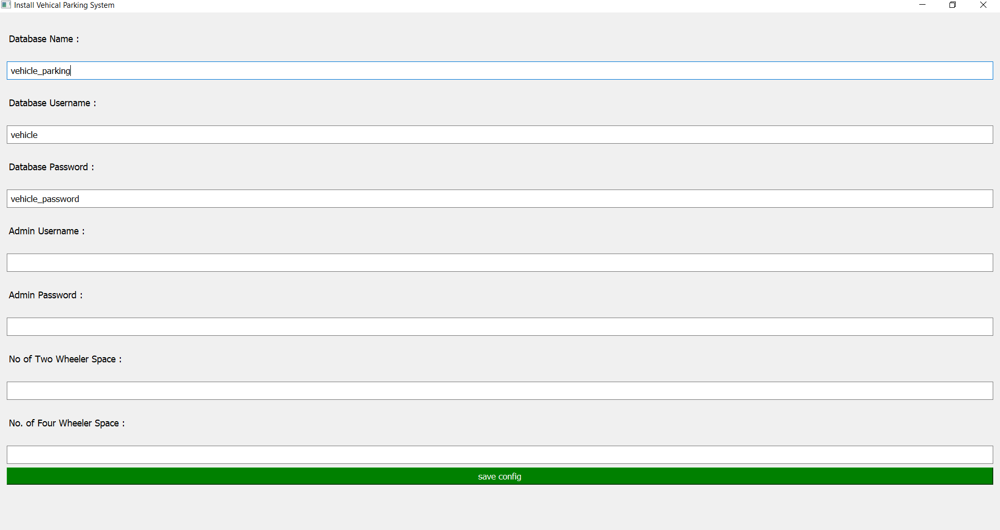 Install Vehical Parking System
Database Name :
vehicle_parking
Database Username :
vehicle
Database Password :
vehicle_password
Admin Username :
Admin Password :
No of Two Wheeler Space :
No. of Four Wheeler Space :
save config